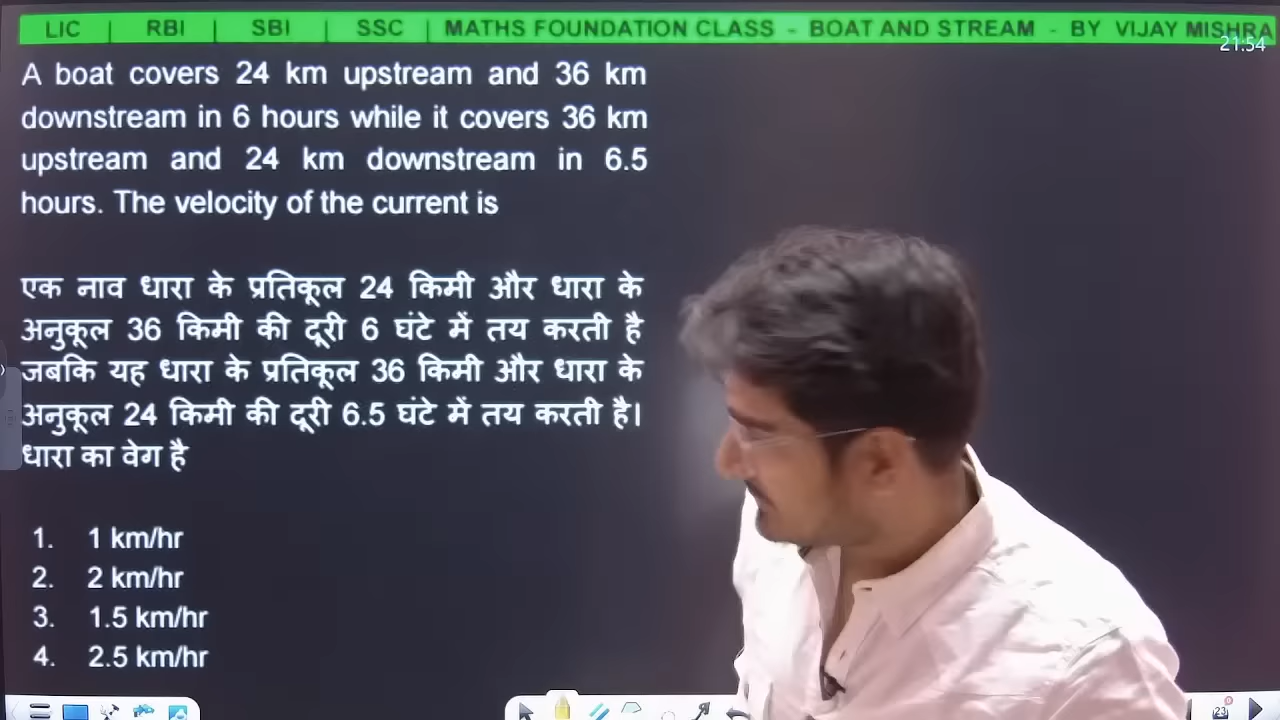 LIC | RBI | SBI | SSC | MATHS FOUNDATION CLASS - BOAT AND STREAM - BY VIJAY MISHRA
21:54
A boat covers 24 km upstream and 36 km
downstream in 6 hours while it covers 36 km
upstream and 24 km downstream in 6.5
hours. The velocity of the current is
एक नाव धारा के प्रतिकूल 24 किमी और धारा के
अनुकूल 36 किमी की दूरी 6 घंटे में तय करती है
जबकि यह धारा के प्रतिकूल 36 किमी और धारा के
अनुकूल 24 किमी की दूरी 6.5 घंटे में तय करती है।
धारा का वेग है
1. 1 km/hr
2. 2 km/hr
3. 1.5 km/hr
4. 2.5 km/hr
23